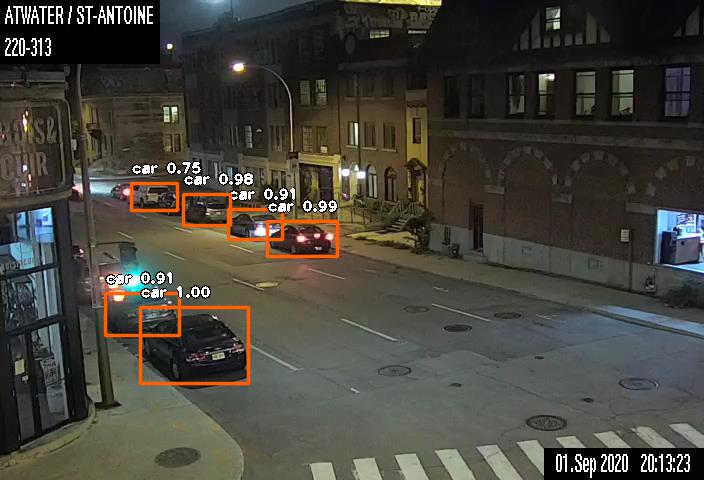 ATWATER / ST-ANTOINE
220-313
car 0.75
car 0.98
car 0.91
car 0.99
car 0.91
car 1.00
01.Sep 2020 20:13:23